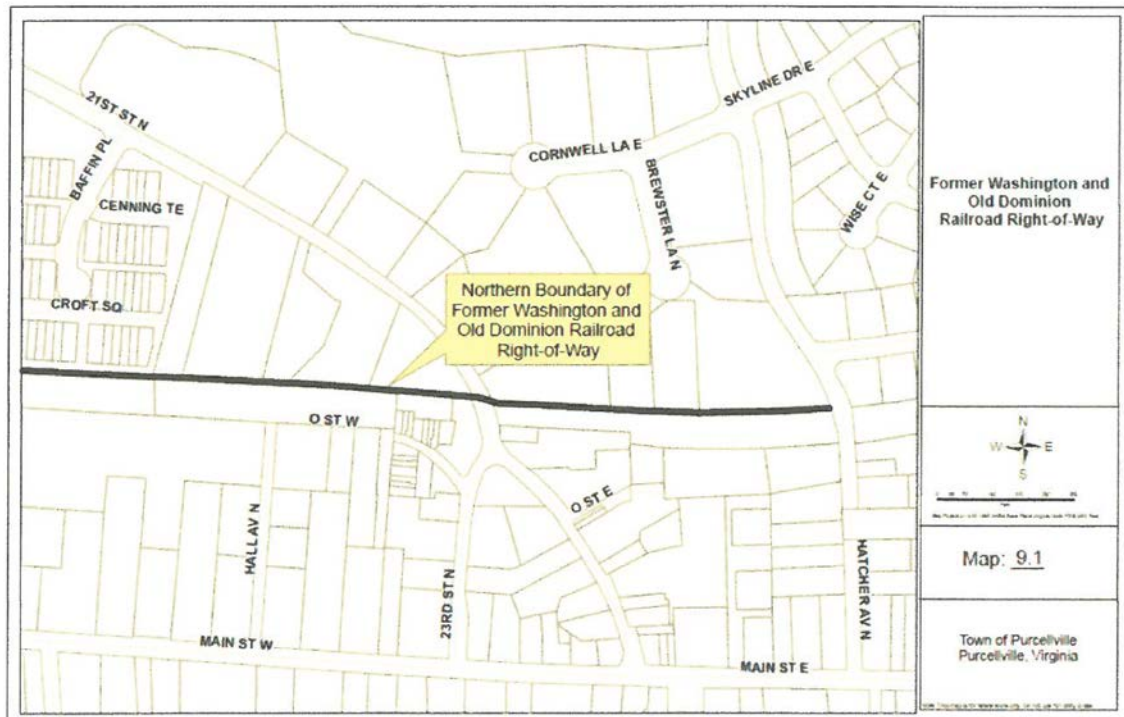 21ST ST N
BAFFIN PL
CENNING TE
CROFT SQ
CORNWELL LA E
SKYLINE DR E
BREWSTER LA N
WISE CT E
Northern Boundary of
Former Washington and
Old Dominion Railroad
Right-of-Way
O ST W
O ST E
HALL AV N
23RD ST N
HATCHER AV N
MAIN ST W
MAIN ST E
Former Washington and
Old Dominion
Railroad Right-of-Way
N
W E
S
Map: 9.1
Town of Purcellville
Purcellville, Virginia